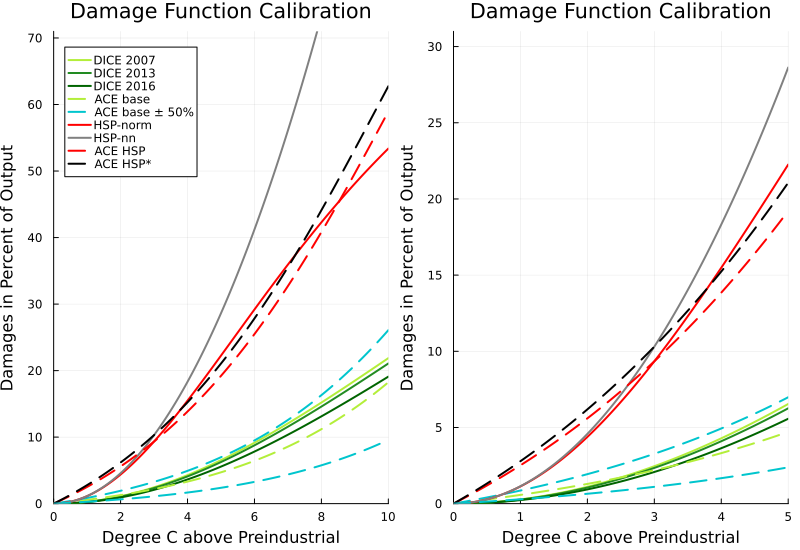 Damage Function Calibration
Damages in Percent of Output
70
60
50
40
30
20
10
0
DICE 2007
DICE 2013
DICE 2016
ACE base
ACE base ± 50%
HSP-norm
HSP-nn
ACE HSP
ACE HSP*
0 2 4 6 8 10
Degree C above Preindustrial
Damage Function Calibration
Damages in Percent of Output
30
25
20
15
10
5
0
0 1 2 3 4 5
Degree C above Preindustrial